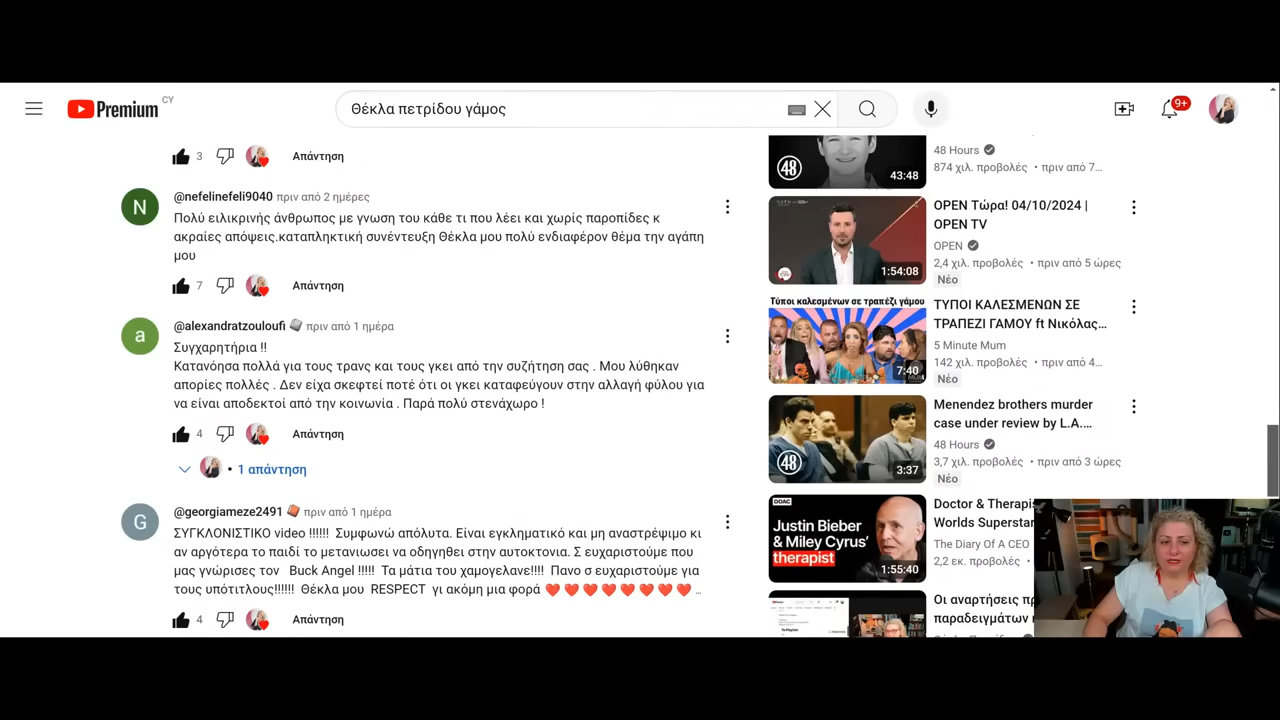 Premium CY
Θέκλα πετρίδου γάμος
9+
3
Απάντηση
N
@nefelinefeli9040 πριν από 2 ημέρες
Πολύ ειλικρινής άνθρωπος με γνωση του κάθε τι που λέει και χωρίς παροπίδες κ
ακραίες απόψεις.καταπληκτική συνέντευξη Θέκλα μου πολύ ενδιαφέρον θέμα την αγάπη
μου
7
Απάντηση
a
@alexandratzouloufi πριν από 1 ημέρα
Συγχαρητήρια !!
Κατανόησα πολλά για τους τρανς και τους γκει από την συζήτηση σας . Μου λύθηκαν
απορίες πολλές . Δεν είχα σκεφτεί ποτέ ότι οι γκει καταφεύγουν στην αλλαγή φύλου για
να είναι αποδεκτοί από την κοινωνία . Παρά πολύ στενάχωρο !
4
Απάντηση
• 1 απάντηση
G
@georgiameze2491 πριν από 1 ημέρα
ΣΥΓΚΛΟΝΙΣΤΙΚΟ video !!!!!! Συμφωνώ απόλυτα. Είναι εγκληματικό και μη αναστρέψιμο κι
αν αργότερα το παιδί το μετανιωσει να οδηγηθει στην αυτοκτονια. Σ ευχαριστούμε που
μας γνώρισες τον Buck Angel !!!!! Τα μάτια του χαμογελανε!!!! Πανο σ ευχαριστούμε για
τους υπότιτλους!!!!!! Θέκλα μου RESPECT γι ακόμη μια φορά ❤️❤️❤️❤️❤️❤️❤️❤️ ...
4
Απάντηση
48
43:48
48 Hours
874 χιλ. προβολές • πριν από 7...
1:54:08
OPEN Τώρα! 04/10/2024 |
OPEN TV
OPEN
2,4 χιλ. προβολές • πριν από 5 ώρες
Νέο
Τύποι καλεσμένων σε τραπέζι γάμου
7:40
ΤΥΠΟΙ ΚΑΛΕΣΜΕΝΩΝ ΣΕ
ΤΡΑΠΕΖΙ ΓΑΜΟΥ ft Νικόλας...
5 Minute Mum
142 χιλ. προβολές • πριν από 4...
Νέο
48
3:37
Menendez brothers murder
case under review by L.A....
48 Hours
3,7 χιλ. προβολές • πριν από 3 ώρες
Νέο
DOAC
Justin Bieber
& Miley Cyrus'
therapist
1:55:40
Doctor & Therapis
Worlds Superstar
The Diary Of A CEO
2,2 εκ. προβολές •
Οι αναρτήσεις πρ
παραδειγμάτων